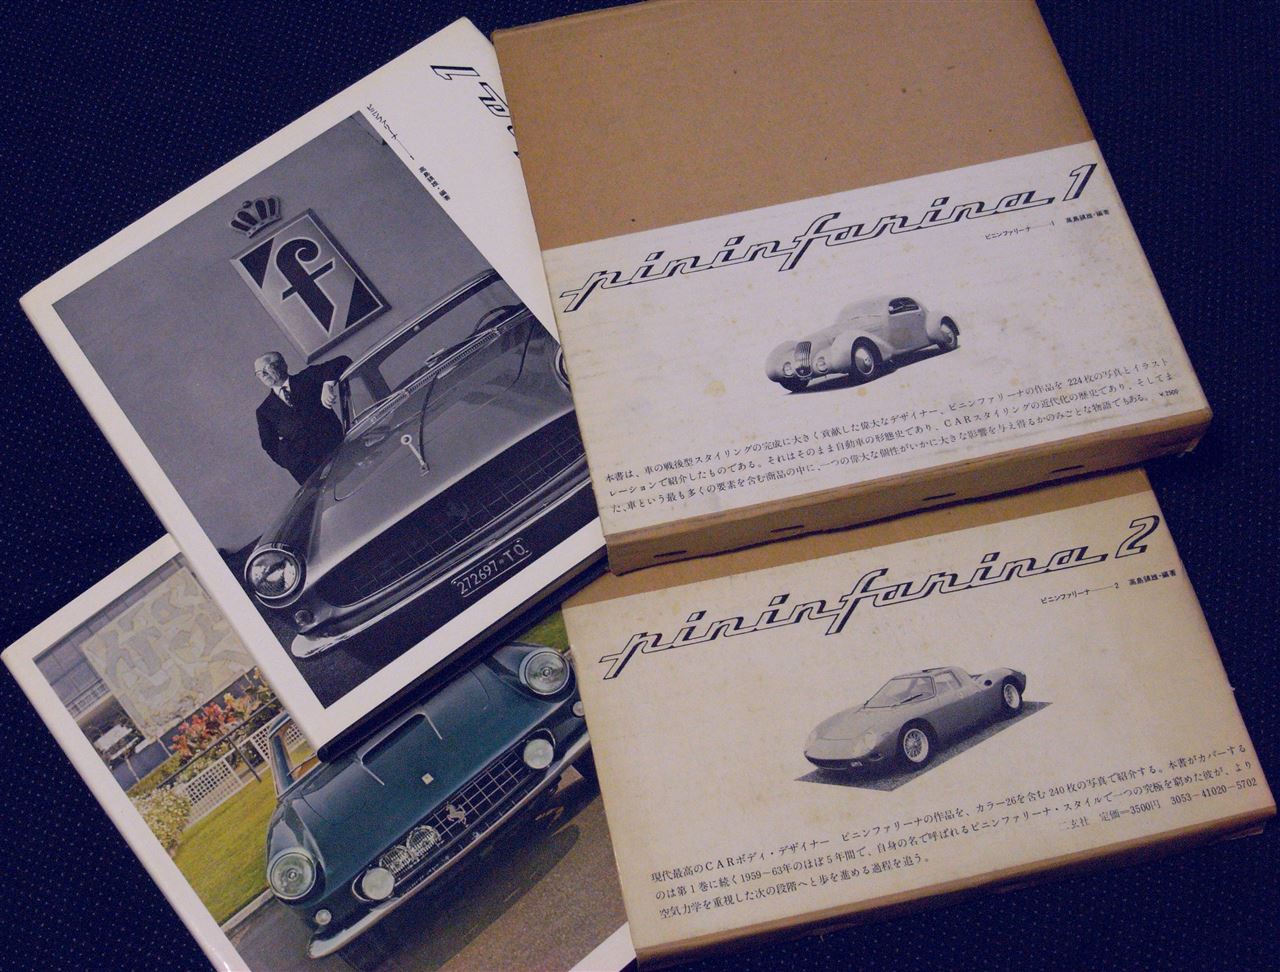 ピニンファリーナ——1 高島鎮雄・編著
f
272697・TO
pininfarina 1
ピニンファリーナ——1 高島鎮雄・編著
本書は、車の戦後型スタイリングの完成に大きく貢献した偉大なデザイナー、ピニンファリーナの作品を 224枚の写真とイラスト
レーションで紹介したものである。それはそのまま自動車の形態史であり、CARスタイリングの近代化の歴史であり、そしてま
た、車という最も多くの要素を含む商品の中に、一つの偉大な個性がいかに大きな影響を与え得るかのみごとな物語でもある。
￥2500
pininfarina 2
ピニンファリーナ——2 高島鎮雄・編著
現代最高のCARボディ・デザイナー ピニンファリーナの作品を、カラー26を含む240枚の写真で紹介する。本書がカバーする
のは第1巻に続く1959〜63年のほぼ5年間で、自身の名で呼ばれるピニンファリーナ・スタイルで一つの究極を窮めた彼が、より
空気力学を重視した次の段階へと歩を進める過程を追う。
二玄社 定価=3500円 3053-41020-5702